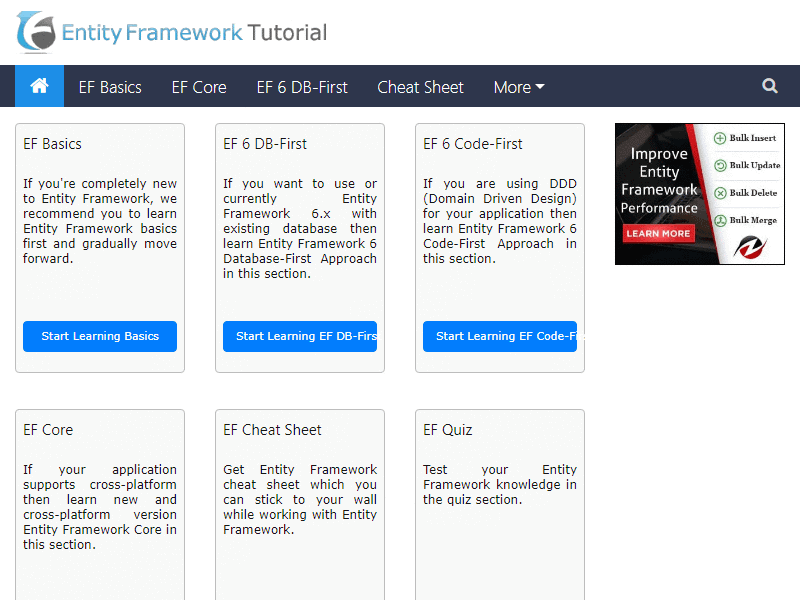 Entity Framework Tutorial
EF Basics
EF Core
EF 6 DB-First
Cheat Sheet
More
EF Basics
If you're completely new
to Entity Framework, we
recommend you to learn
Entity Framework basics
first and gradually move
forward.
Start Learning Basics
EF 6 DB-First
If you want to use or
currently Entity
Framework 6.x with
existing database then
learn Entity Framework 6
Database-First Approach
in this section.
Start Learning EF DB-Firs
EF 6 Code-First
If you are using DDD
(Domain Driven Design)
for your application then
learn Entity Framework 6
Code-First Approach in
this section.
Start Learning EF Code-Fi
Improve
Entity
Framework
Performance
LEARN MORE
Bulk Insert
Bulk Update
Bulk Delete
Bulk Merge
EF Core
If your application
supports cross-platform
then learn new and
cross-platform version
Entity Framework Core in
this section.
EF Cheat Sheet
Get Entity Framework
cheat sheet which you
can stick to your wall
while working with Entity
Framework.
EF Quiz
Test your Entity
Framework knowledge in
the quiz section.